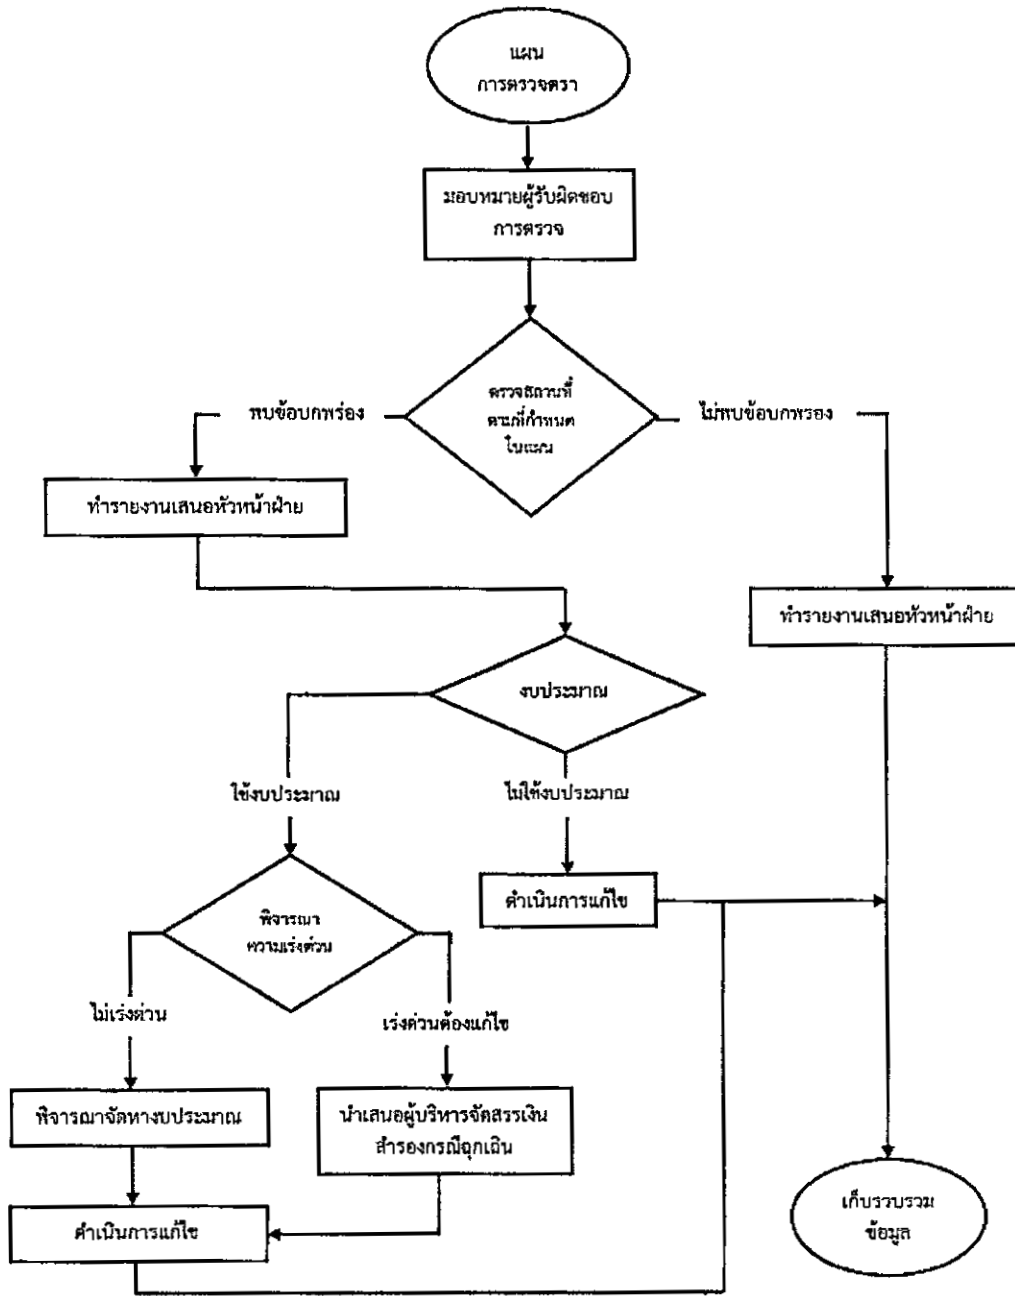 แผน
การตรวจตรา
มอบหมายผู้รับผิดชอบ
การตรวจ
ตรวจสถานที่
ตามที่กำหนด
ในแผน
พบข้อบกพร่อง
ไม่พบข้อบกพรอง
ทำรายงานเสนอหัวหน้าฝ่าย
ทำรายงานเสนอหัวหน้าฝ่าย
งบประมาณ
ใช้งบประมาณ
ไม่ใช้งบประมาณ
ดำเนินการแก้ไข
พิจารณา
ความเร่งด่วน
ไม่เร่งด่วน
เร่งด่วนต้องแก้ไข
พิจารณาจัดหางบประมาณ
นำเสนอผู้บริหารจัดสรรเงิน
สำรองกรณีฉุกเฉิน
ดำเนินการแก้ไข
เก็บรวบรวม
ข้อมูล